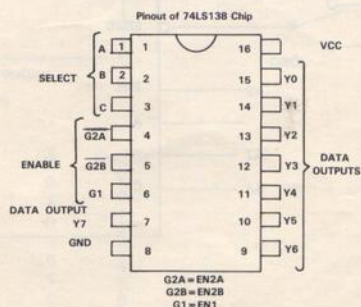 Pinout of 74LS138 Chip
A 1 1 16 VCC
B 2 2 15 Y0
SELECT
C 3 14 Y1
G2A 4 13 Y2
ENABLE G2B 5 12 Y3 DATA OUTPUTS
G1 6 11 Y4
DATA OUTPUT
Y7 7 10 Y5
GND 8 9 Y6
G2A = EN2A
G2B = EN2B
G1 = EN1